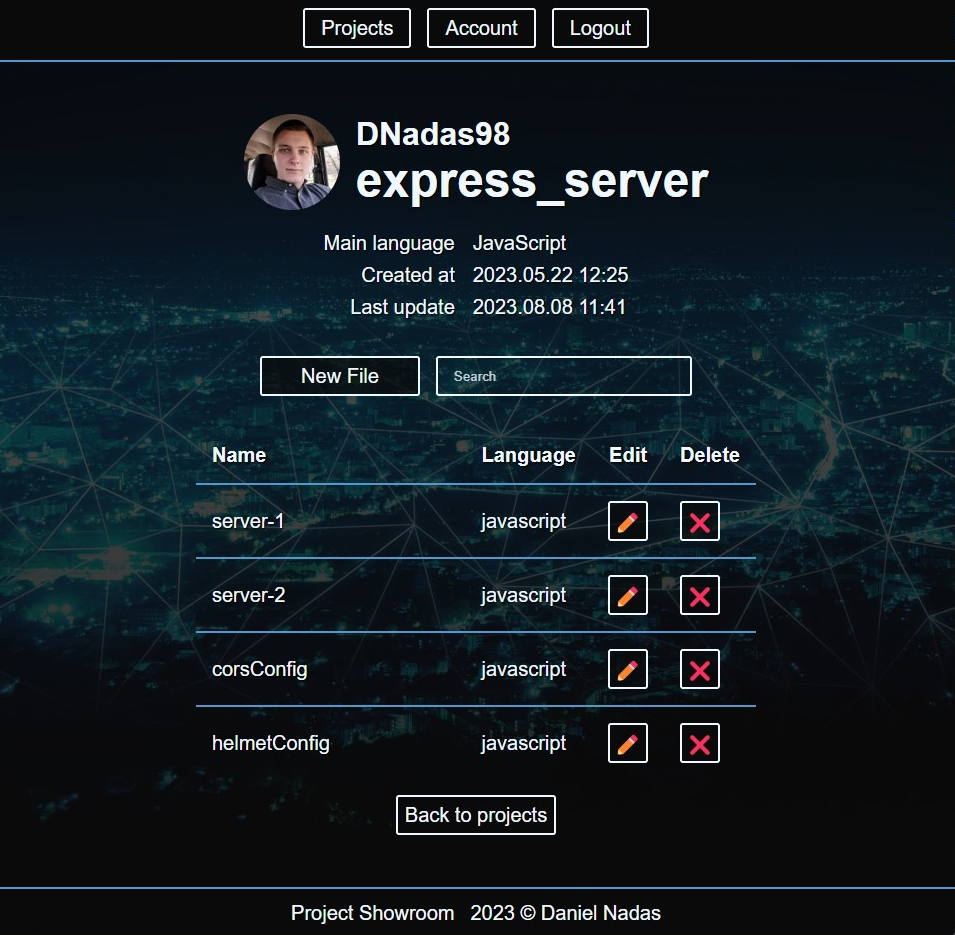 Projects Account Logout
DNadas98
express_server
Main language JavaScript
Created at 2023.05.22 12:25
Last update 2023.08.08 11:41
New File Search
Name Language Edit Delete
server-1 javascript
server-2 javascript
corsConfig javascript
helmetConfig javascript
Back to projects
Project Showroom 2023 © Daniel Nadas